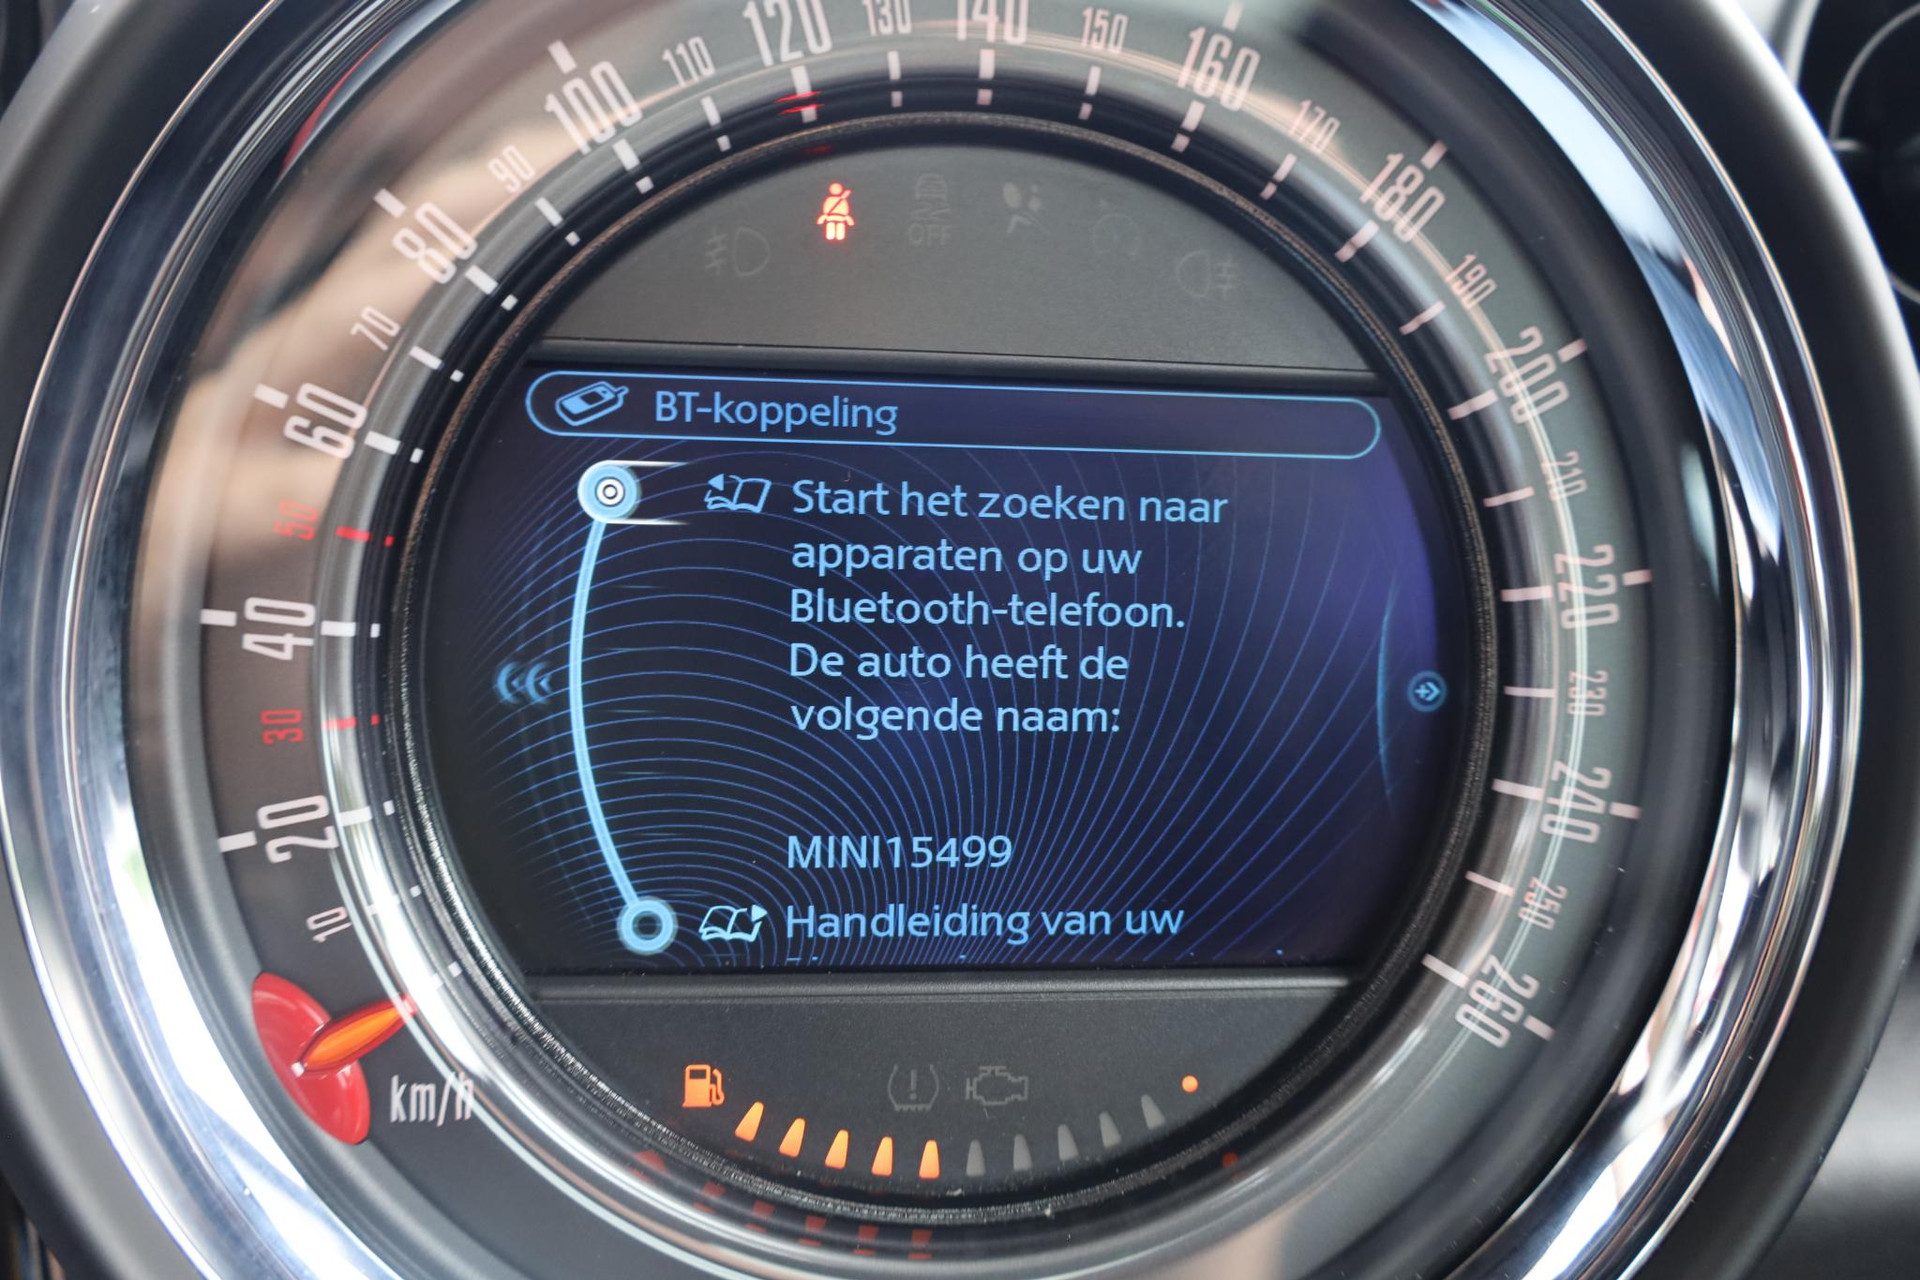 10
20
30
40
50
60
70
80
90
100
110
120
130
140
150
160
170
180
190
200
210
220
230
240
250
260
km/h
OFF
BT-koppeling
Start het zoeken naar
apparaten op uw
Bluetooth-telefoon.
De auto heeft de
volgende naam:
MINI15499
Handleiding van uw